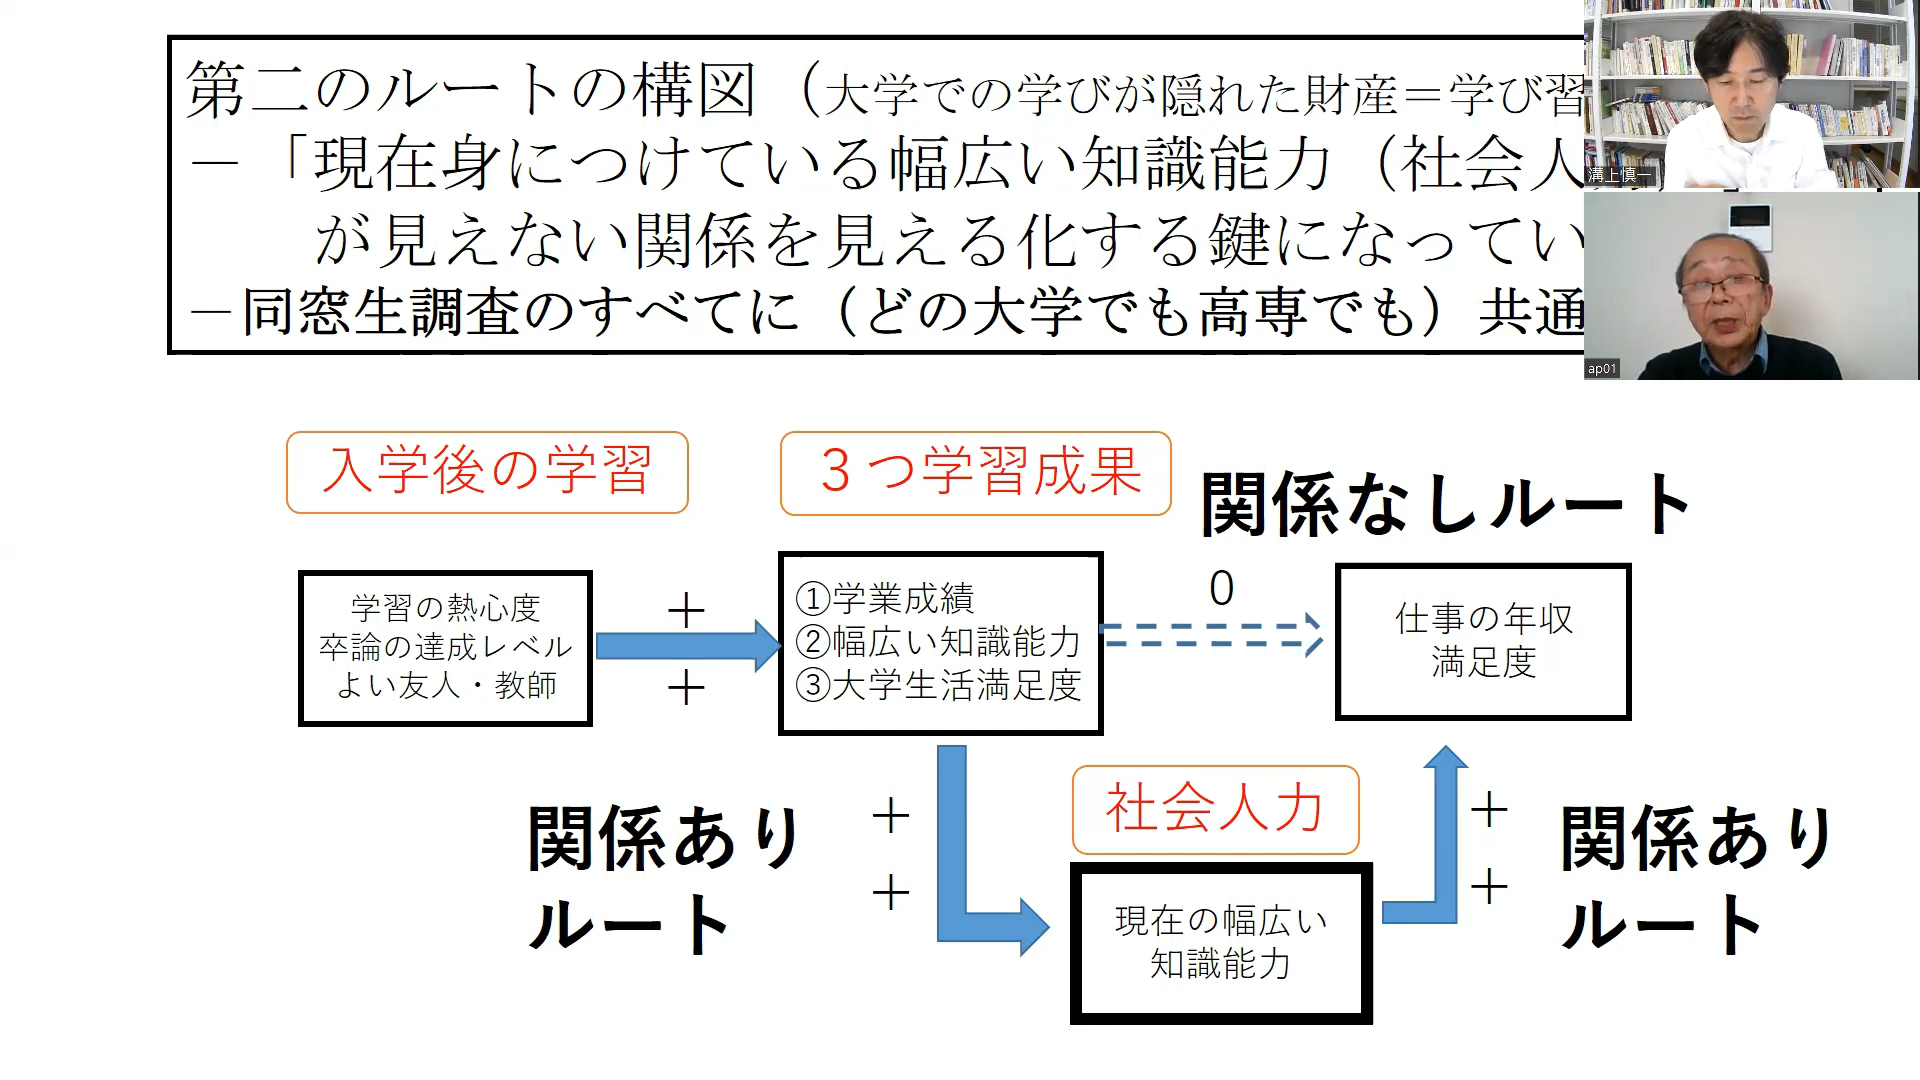 第二のルートの構図（大学での学びが隠れた財産＝学び習
－「現在身につけている幅広い知識能力（社会人
が見えない関係を見える化する鍵になってい
－同窓生調査のすべてに（どの大学でも高専でも）共通
溝上慎一
ap01
入学後の学習
３つ学習成果
関係なしルート
学習の熱心度
卒論の達成レベル
よい友人・教師
＋
＋
①学業成績
②幅広い知識能力
③大学生活満足度
0
仕事の年収
満足度
関係あり
ルート
＋
＋
社会人力
現在の幅広い
知識能力
＋
＋
関係あり
ルート